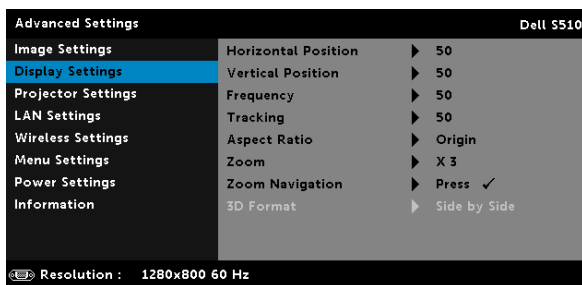 Advanced Settings Dell S510
Image Settings Horizontal Position 50
Display Settings Vertical Position 50
Projector Settings Frequency 50
LAN Settings Tracking 50
Wireless Settings Aspect Ratio Origin
Menu Settings Zoom X 3
Power Settings Zoom Navigation Press ✓
Information 3D Format Side by Side
Resolution : 1280x800 60 Hz